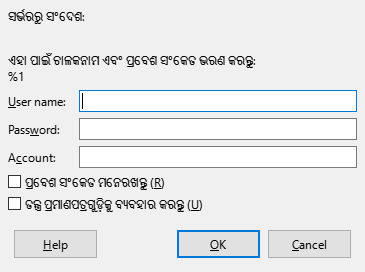 ସର୍ଭରରୁ ସଂଦେଶ:
ଏହା ପାଇଁ ଚାଳକନାମ ଏବଂ ପ୍ରବେଶ ସଂକେତ ଭରଣ କରନ୍ତୁ:
%1
User name:
Password:
Account:
ପ୍ରବେଶ ସଂକେତ ମନେରଖନ୍ତୁ (R)
ତନ୍ତ୍ର ପ୍ରମାଣପତ୍ରଗୁଡ଼ିକୁ ବ୍ୟବହାର କରନ୍ତୁ (U)
Help OK Cancel